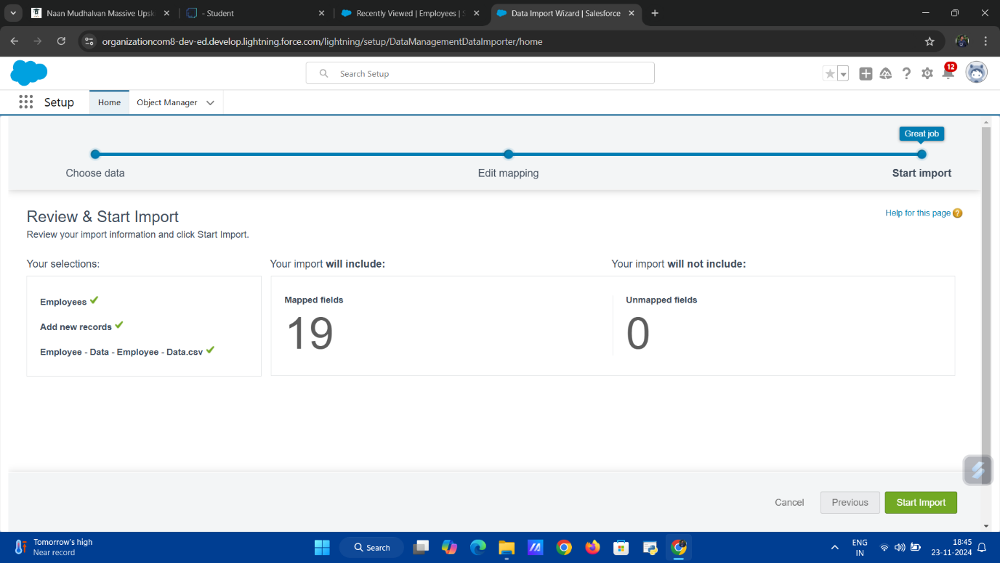 Naan Mudhalvan Massive Upsk
- Student
Recently Viewed | Employees | S
Data Import Wizard | Salesforce
organizationcom8-dev-ed.develop.lightning.force.com/lightning/setup/DataManagementDataImporter/home
Search Setup
12
Setup
Home
Object Manager
Great job
Choose data
Edit mapping
Start import
Review & Start Import
Help for this page ?
Review your import information and click Start Import.
Your selections:
Your import will include:
Your import will not include:
Employees
Add new records
Employee - Data - Employee - Data.csv
Mapped fields
19
Unmapped fields
0
Cancel
Previous
Start Import
Tomorrow's high
Near record
Search
ENG
IN
18:45
23-11-2024